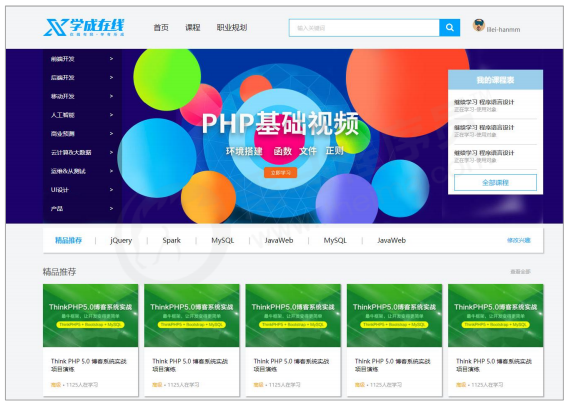 学成在线
首页 课程 职业规划
输入关键词
lilei-hanmm
前端开发 >
后端开发 >
移动开发 >
人工智能 >
商业预测 >
云计算&大数据 >
运维&从测试 >
UI设计 >
产品 >
PHP基础视频
环境搭建 函数 文件 正则
立即学习
我的课程表
继续学习 程序语言设计
正在学习-使用对象
继续学习 程序语言设计
正在学习-使用对象
继续学习 程序语言设计
正在学习-使用对象
全部课程
精品推荐 | jQuery | Spark | MySQL | JavaWeb | MySQL | JavaWeb
修改兴趣
精品推荐
查看全部
ThinkPHP5.0博客系统实战 ThinkPHP5.0博客系统实战 ThinkPHP5.0博客系统实战 ThinkPHP5.0博客系统实战 ThinkPHP5.0博客系统实战
ThinkPHP5 + Bootstrap + MySQL ThinkPHP5 + Bootstrap + MySQL ThinkPHP5 + Bootstrap + MySQL ThinkPHP5 + Bootstrap + MySQL ThinkPHP5 + Bootstrap + MySQL
Think PHP 5.0 博客系统实战 Think PHP 5.0 博客系统实战 Think PHP 5.0 博客系统实战 Think PHP 5.0 博客系统实战 Think PHP 5.0 博客系统实战
项目演练 项目演练 项目演练 项目演练 项目演练
高级 • 1125人在学习 高级 • 1125人在学习 高级 • 1125人在学习 高级 • 1125人在学习 高级 • 1125人在学习